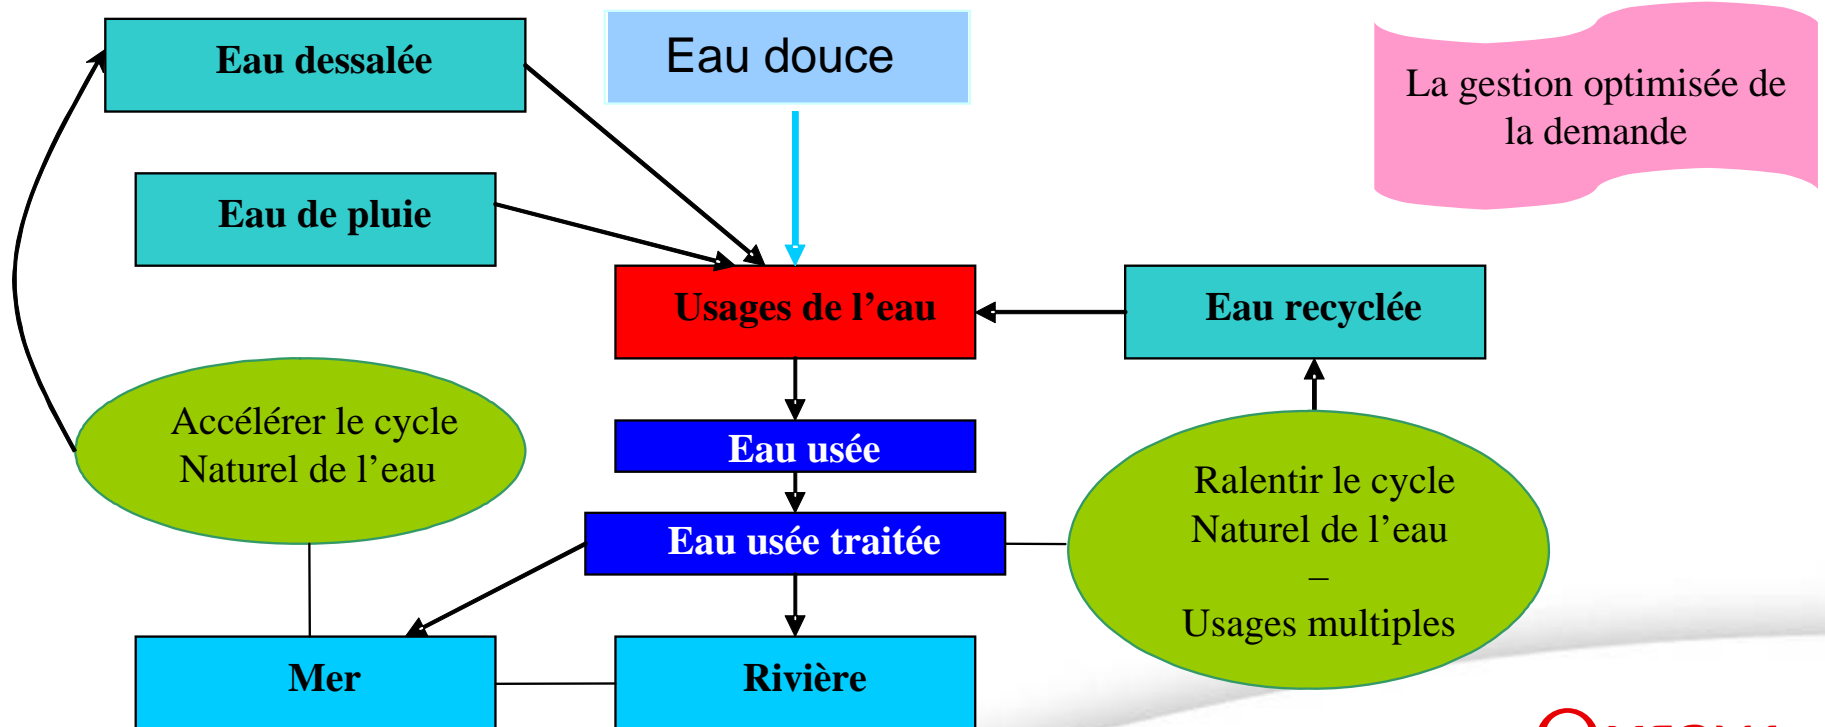 Eau dessalée
Eau douce
La gestion optimisée de
la demande
Eau de pluie
Usages de l’eau
Eau recyclée
Accélérer le cycle
Naturel de l’eau
Eau usée
Ralentir le cycle
Naturel de l’eau
–
Usages multiples
Eau usée traitée
Mer
Rivière